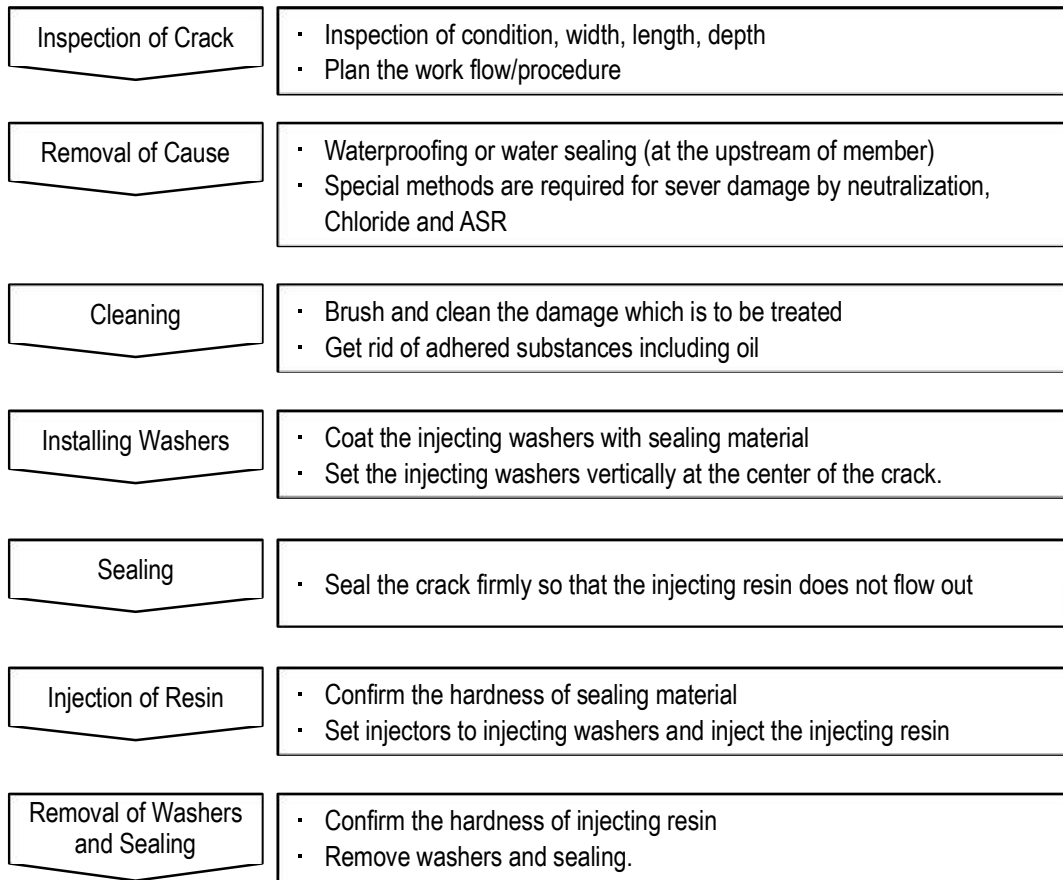 Inspection of Crack
· Inspection of condition, width, length, depth
· Plan the work flow/procedure
Removal of Cause
· Waterproofing or water sealing (at the upstream of member)
· Special methods are required for sever damage by neutralization,
Chloride and ASR
Cleaning
· Brush and clean the damage which is to be treated
· Get rid of adhered substances including oil
Installing Washers
· Coat the injecting washers with sealing material
· Set the injecting washers vertically at the center of the crack.
Sealing
· Seal the crack firmly so that the injecting resin does not flow out
Injection of Resin
· Confirm the hardness of sealing material
· Set injectors to injecting washers and inject the injecting resin
Removal of Washers
and Sealing
· Confirm the hardness of injecting resin
· Remove washers and sealing.